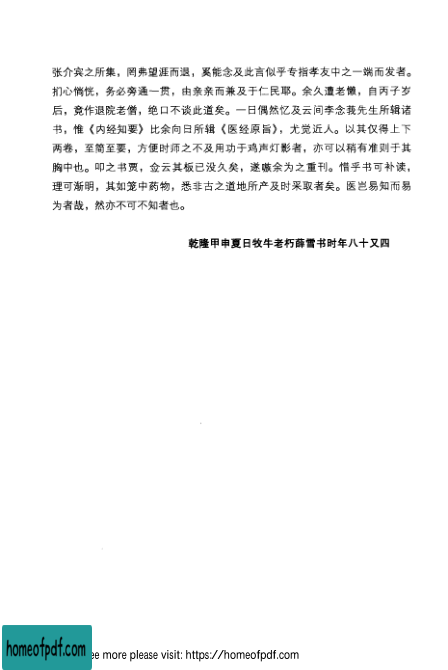 张介宾之所集，罔弗望涯而退，奚能念及此言似乎专指孝友中之一端而发者。
扪心惝恍，务必旁通一贯，由亲亲而兼及于仁民耶。余久遭老懒，自丙子岁
后，竟作退院老僧，绝口不谈此道矣。一日偶然忆及云间李念莪先生所辑诸
书，惟《内经知要》比余向日所辑《医经原旨》，尤觉近人。以其仅得上下
两卷，至简至要，方便时师之不及用功于鸡声灯影者，亦可以稍有准则于其
胸中也。叩之书贾，佥云其板已没久矣，遂嗾余为之重刊。惜乎书可补读，
理可渐明，其如笼中药物，悉非古之道地所产及时采取者矣。医岂易知而易
为者哉，然亦不可不知者也。
乾隆甲申夏日牧牛老朽薛雪书时年八十又四
homeofpdf.com
ee more please visit: https://homeofpdf.com